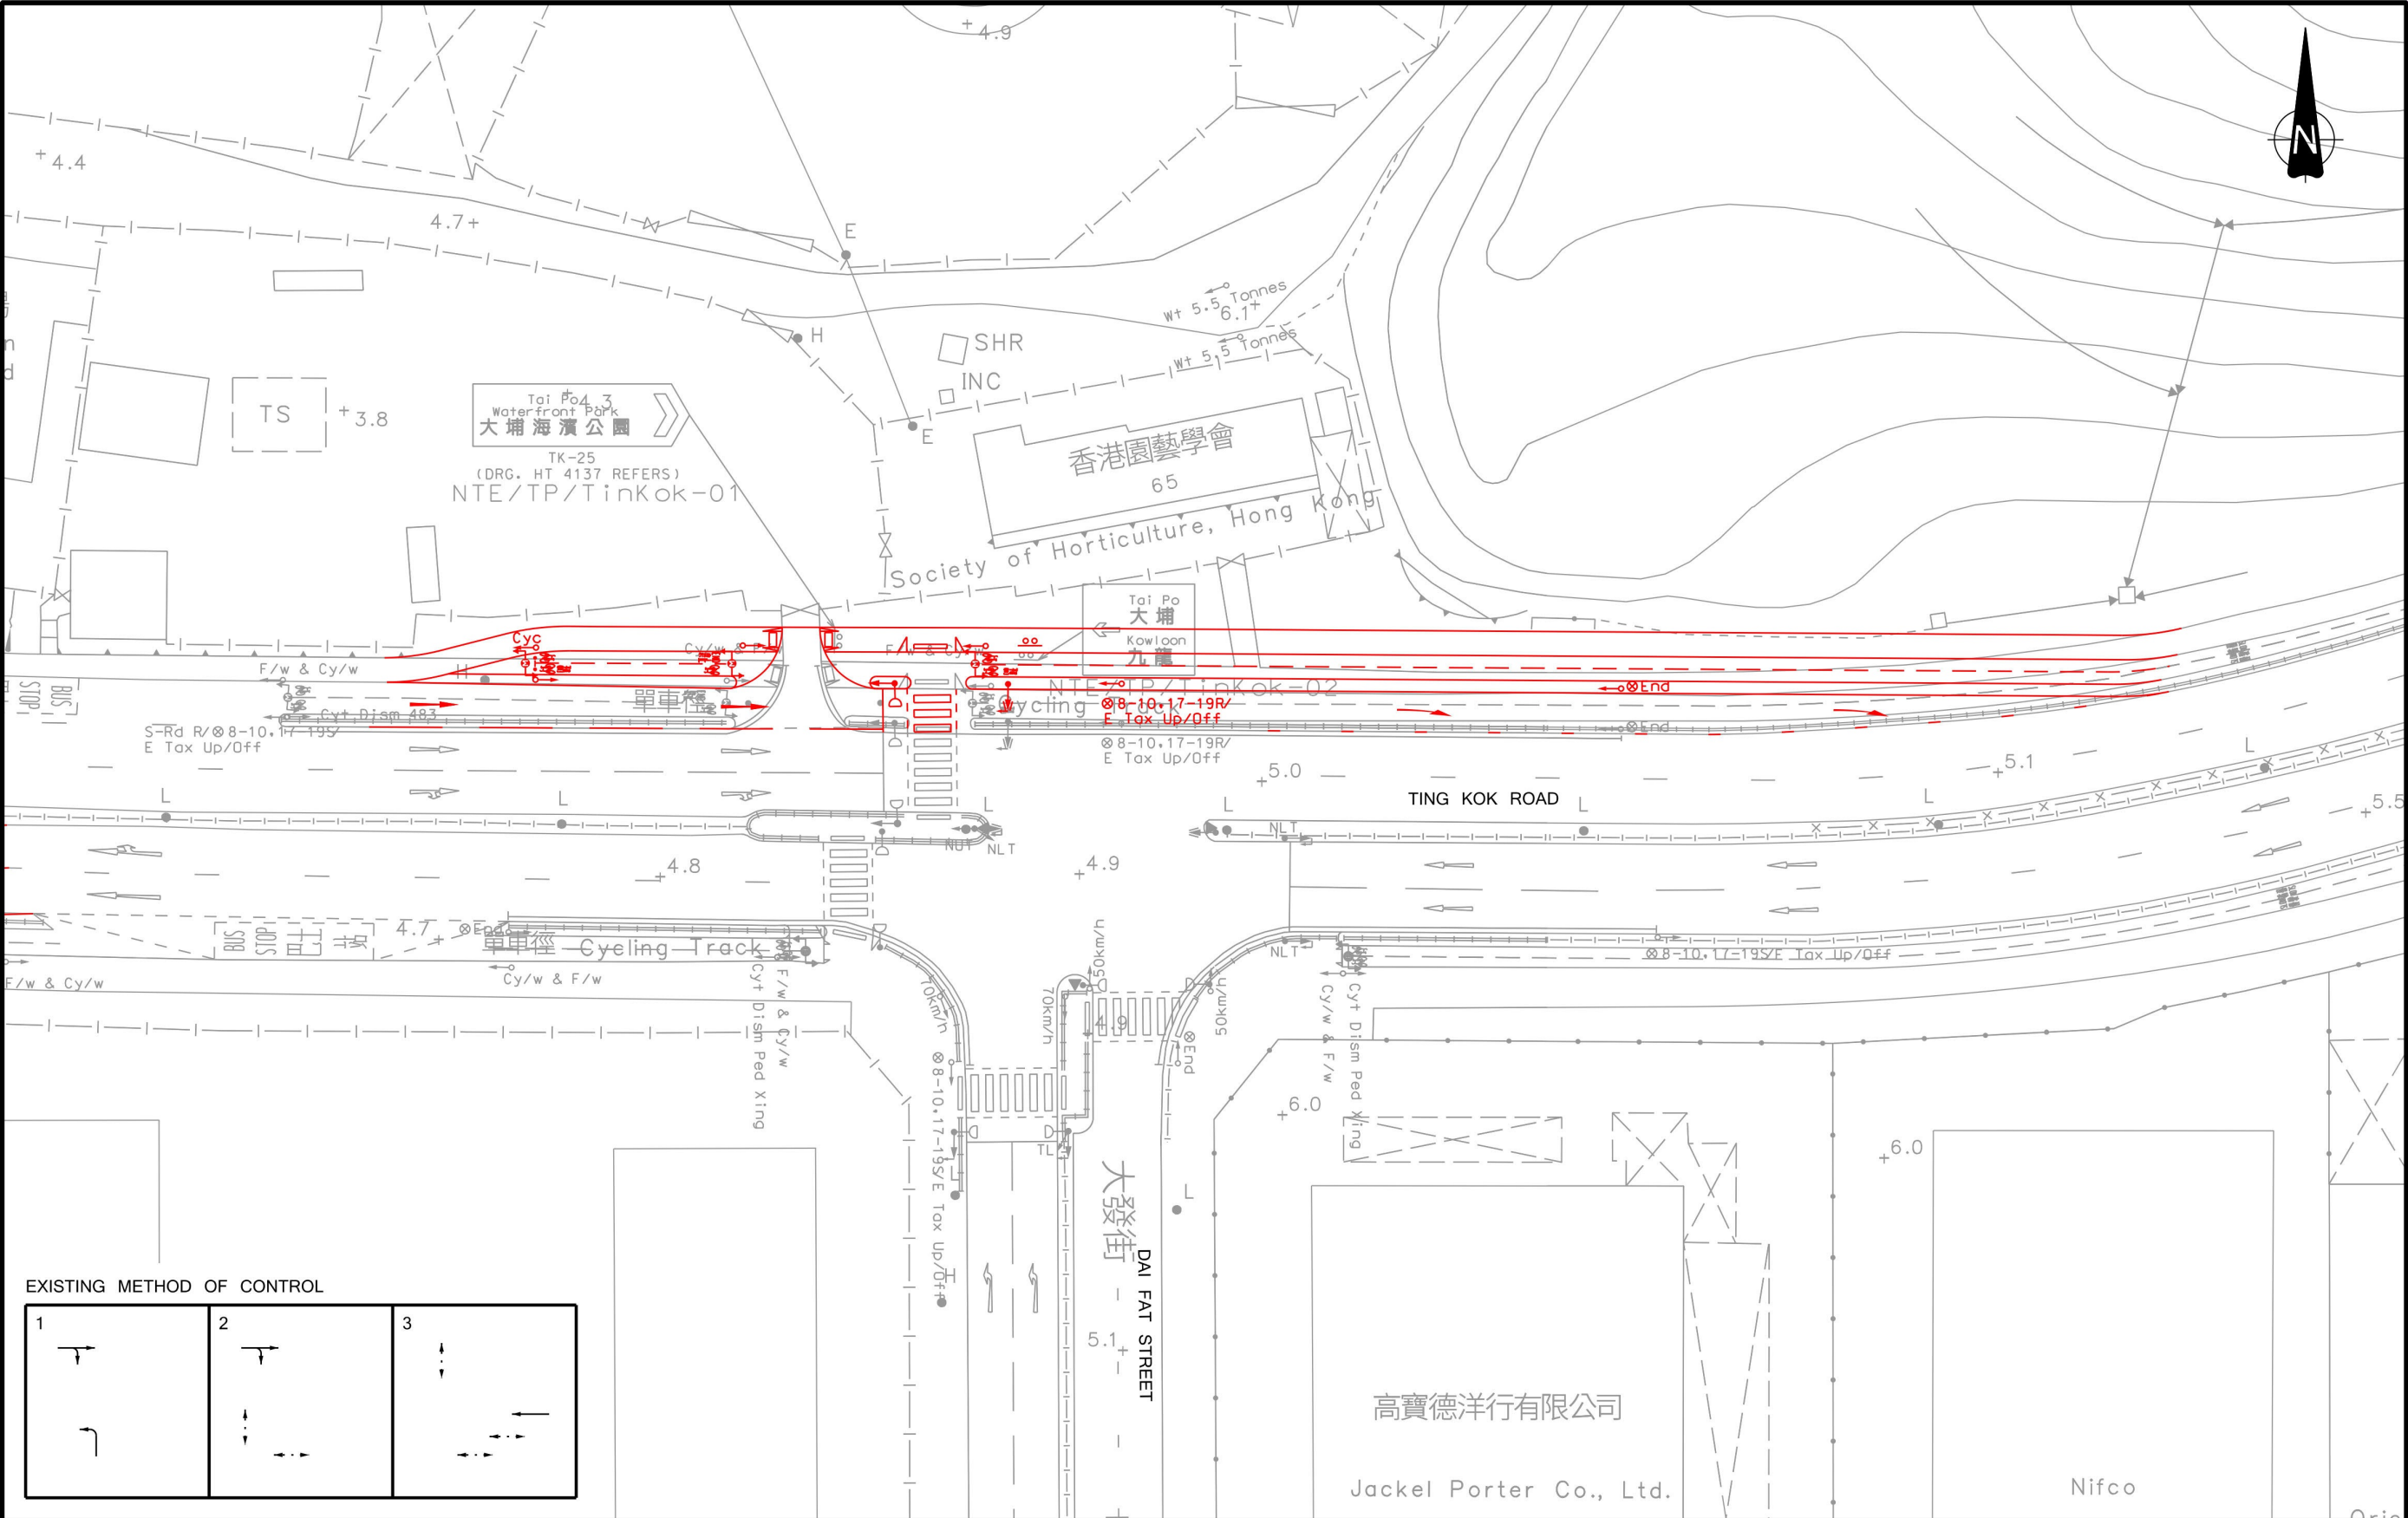 +4.9
N
+4.4
4.7+
E
Wt 5.5 Tonnes
6.1+
H
SHR
Wt 5.5 Tonnes
INC
TS
+3.8
Tai Po
4.3
Waterfront Park
大埔海濱公園
E
香港園藝學會
65
TK-25
(DRG. HT 4137 REFERS)
NTE/TP/TinKok-01
Society of Horticulture, Hong Kong
Tai Po
大埔
Kowloon
九龍
Cyc
F/w & Cy/w
H
F/w & Cy/w
NTE/TP/TinKok-02
⊗End
BUS
STOP
單車徑
Cycling Track
⊗8-10,17-19R/
E Tax Up/Off
Cyt Dism 483
S-Rd R/⊗8-10,17-19S/
E Tax Up/Off
⊗End
⊗8-10,17-19R/
E Tax Up/Off
+5.0
+5.1
L
L
L
L
TING KOK ROAD
L
L
+5.5
NUT
NLT
NLT
+4.8
+4.9
BUS
STOP
巴士站
4.7+
⊗End
單車徑 Cycling Track
F/w & Cy/w
Cy/w & F/w
Cyt Dism Ped Xing
F/w & Cy/w
70km/h
70km/h
50km/h
50km/h
4.9
⊗End
NLT
⊗8-10,17-19S/E Tax Up/Off
Cy/w & F/w
Cyt Dism Ped Xing
⊗8-10,17-19S/E Tax Up/Off
TL
L
L
H
+6.0
+6.0
大發街
DAI FAT STREET
5.1+
EXISTING METHOD OF CONTROL
1
2
3
高寶德洋行有限公司
Jackel Porter Co., Ltd.
Nifco